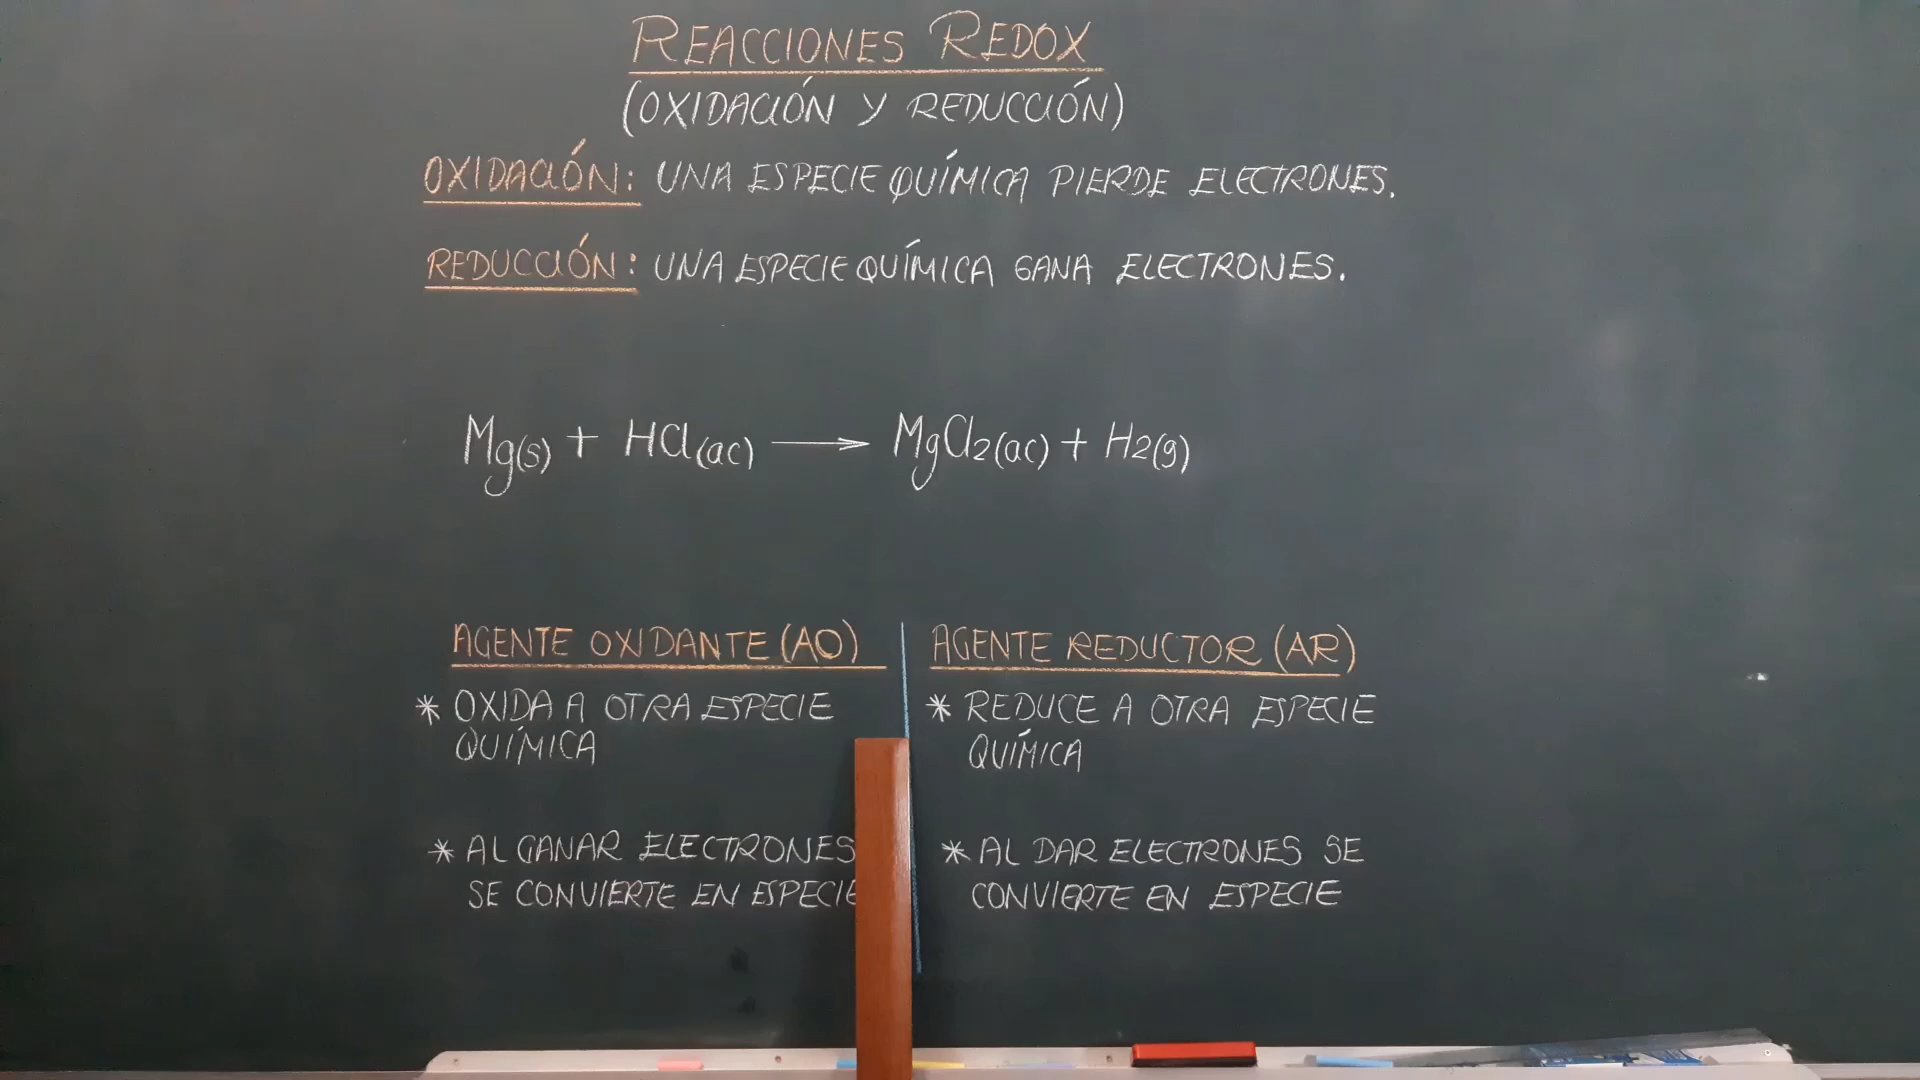 REACCIONES REDOX
(OXIDACIÓN Y REDUCCIÓN)
OXIDACIÓN: UNA ESPECIE QUÍMICA PIERDE ELECTRONES.
REDUCCIÓN: UNA ESPECIE QUÍMICA GANA ELECTRONES.
Mg(s) + HCl(ac) → MgCl2(ac) + H2(g)
AGENTE OXIDANTE (AO)
* OXIDA A OTRA ESPECIE
QUÍMICA
* AL GANAR ELECTRONES
SE CONVIERTE EN ESPECIE
AGENTE REDUCTOR (AR)
* REDUCE A OTRA ESPECIE
QUÍMICA
* AL DAR ELECTRONES SE
CONVIERTE EN ESPECIE